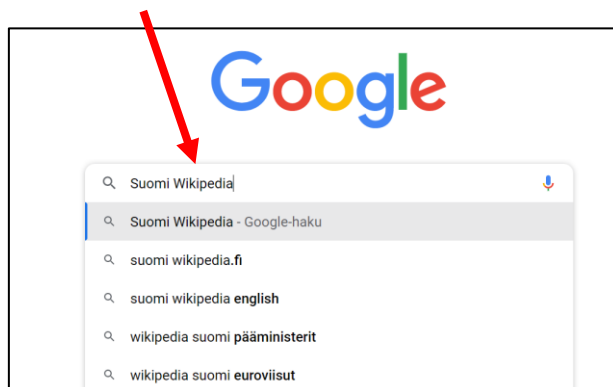 Google
Suomi Wikipedia
Suomi Wikipedia - Google-haku
suomi wikipedia.fi
suomi wikipedia english
wikipedia suomi pääministerit
wikipedia suomi euroviisut